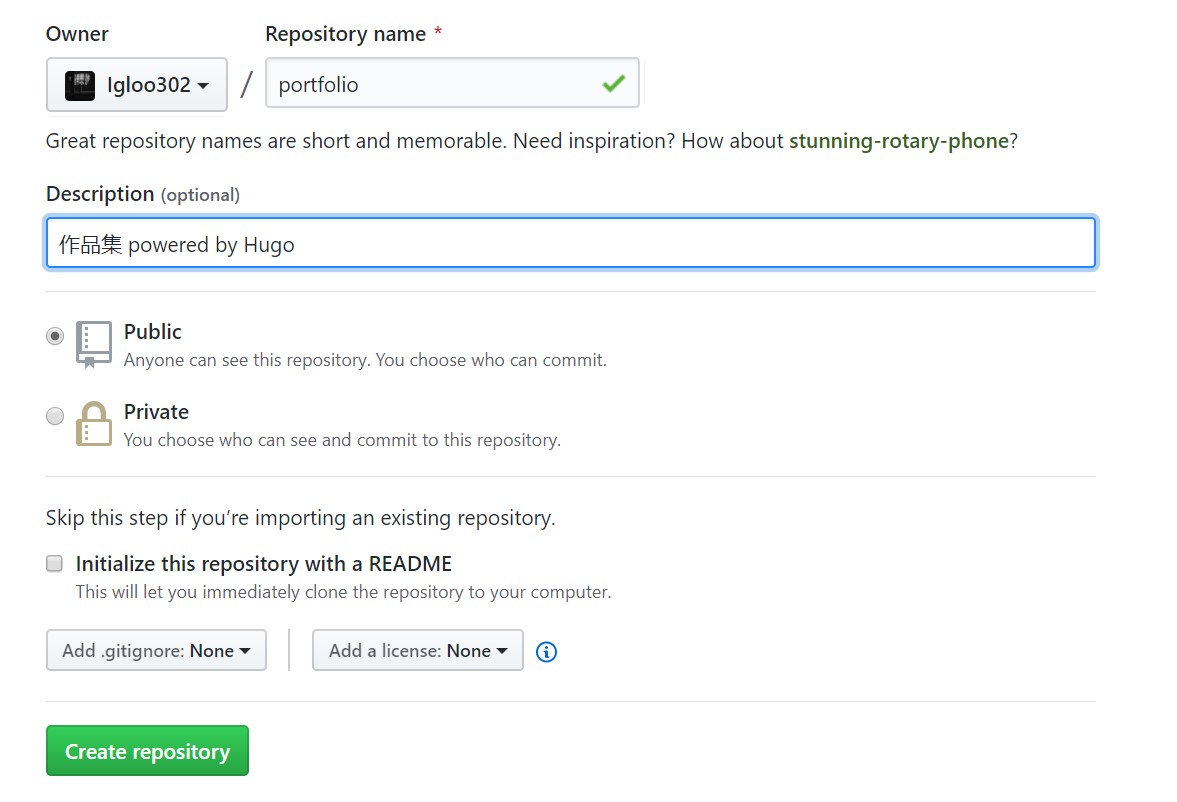 Owner
Repository name *
Igloo302 / portfolio
Great repository names are short and memorable. Need inspiration? How about stunning-rotary-phone?
Description (optional)
作品集 powered by Hugo
Public
Anyone can see this repository. You choose who can commit.
Private
You choose who can see and commit to this repository.
Skip this step if you’re importing an existing repository.
Initialize this repository with a README
This will let you immediately clone the repository to your computer.
Add .gitignore: None
Add a license: None
Create repository